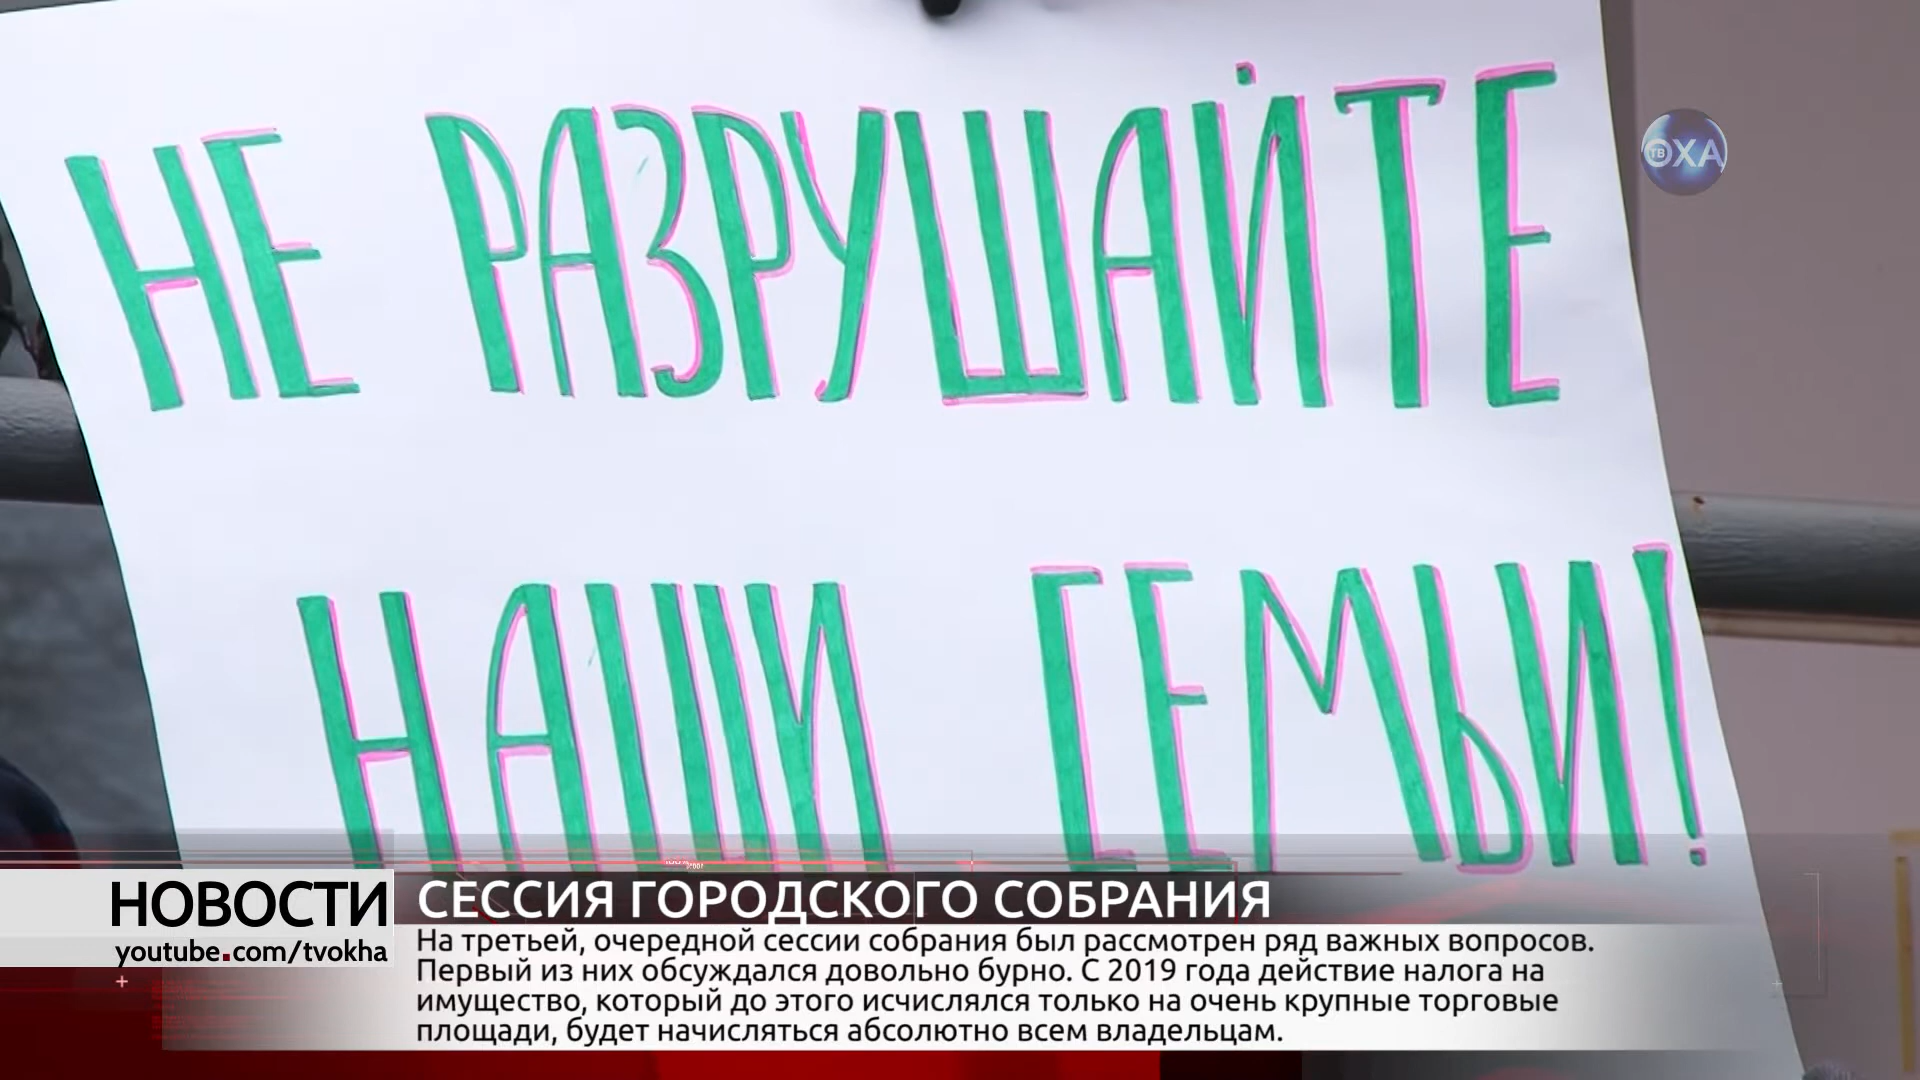 НЕ РАЗРУШАЙТЕ
ТВ ОХА
НАШИ СЕМЬИ!
НОВОСТИ
youtube.com/tvokha
СЕССИЯ ГОРОДСКОГО СОБРАНИЯ
На третьей, очередной сессии собрания был рассмотрен ряд важных вопросов.
Первый из них обсуждался довольно бурно. С 2019 года действие налога на
имущество, который до этого исчислялся только на очень крупные торговые
площади, будет начисляться абсолютно всем владельцам.